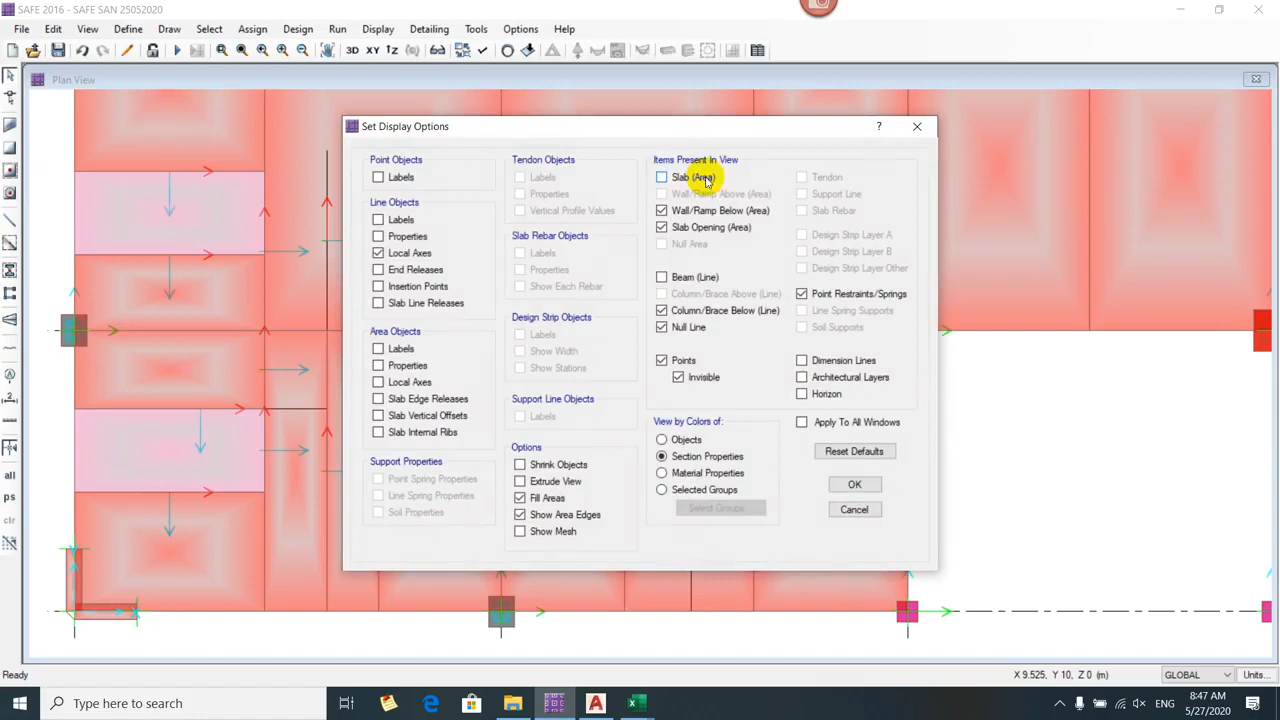 SAFE 2016 - SAFE SAN 25052020
File Edit View Define Draw Select Assign Design Run Display Detailing Tools Options Help
3D XY
Plan View
Set Display Options
?
Point Objects
Labels
Line Objects
Labels
Properties
Local Axes
End Releases
Insertion Points
Slab Line Releases
Area Objects
Labels
Properties
Local Axes
Slab Edge Releases
Slab Vertical Offsets
Slab Internal Ribs
Support Properties
Point Spring Properties
Line Spring Properties
Soil Properties
Tendon Objects
Labels
Properties
Vertical Profile Values
Slab Rebar Objects
Labels
Properties
Show Each Rebar
Design Strip Objects
Labels
Show Width
Show Stations
Support Line Objects
Labels
Options
Shrink Objects
Extrude View
Fill Areas
Show Area Edges
Show Mesh
Items Present In View
Slab (Area)
Wall/Ramp Above (Area)
Wall/Ramp Below (Area)
Slab Opening (Area)
Null Area
Beam (Line)
Column/Brace Above (Line)
Column/Brace Below (Line)
Null Line
Points
Invisible
Tendon
Support Line
Slab Rebar
Design Strip Layer A
Design Strip Layer B
Design Strip Layer Other
Point Restraints/Springs
Line Spring Supports
Soil Supports
Dimension Lines
Architectural Layers
Horizon
View by Colors of:
Objects
Section Properties
Material Properties
Selected Groups
Select Groups
Apply To All Windows
Reset Defaults
OK
Cancel
all
ps
clr
Ready
X 9.525, Y 10, Z 0 (m)
GLOBAL
Units...
Type here to search
ENG
8:47 AM
5/27/2020